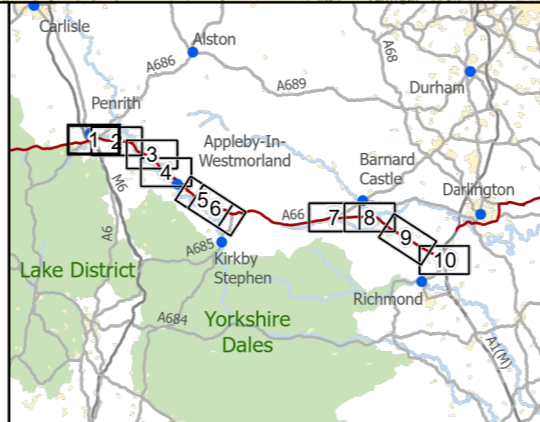 Carlisle
Alston
A686
A68
A689
Durham
Penrith
1
2
3
4
5
6
Appleby-In-
Westmorland
Barnard
Castle
Darlington
M6
A66
7
8
9
10
A6
A685
Kirkby
Stephen
Lake District
Richmond
A684
Yorkshire
Dales
A1(M)